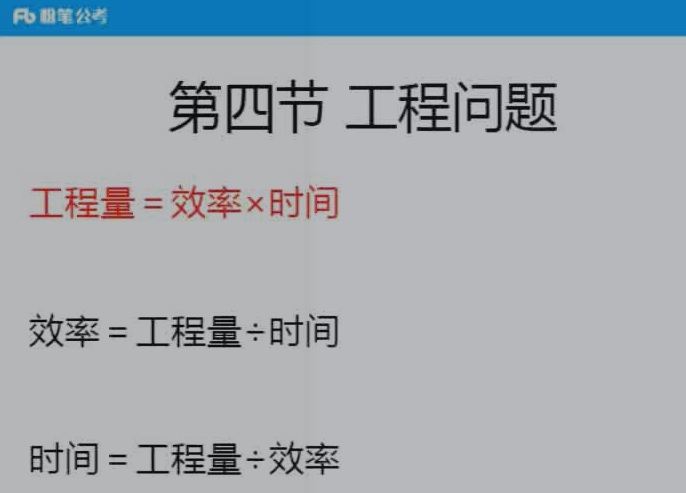 Fb 粉笔公考
第四节 工程问题
工程量 = 效率×时间
效率 = 工程量÷时间
时间 = 工程量÷效率